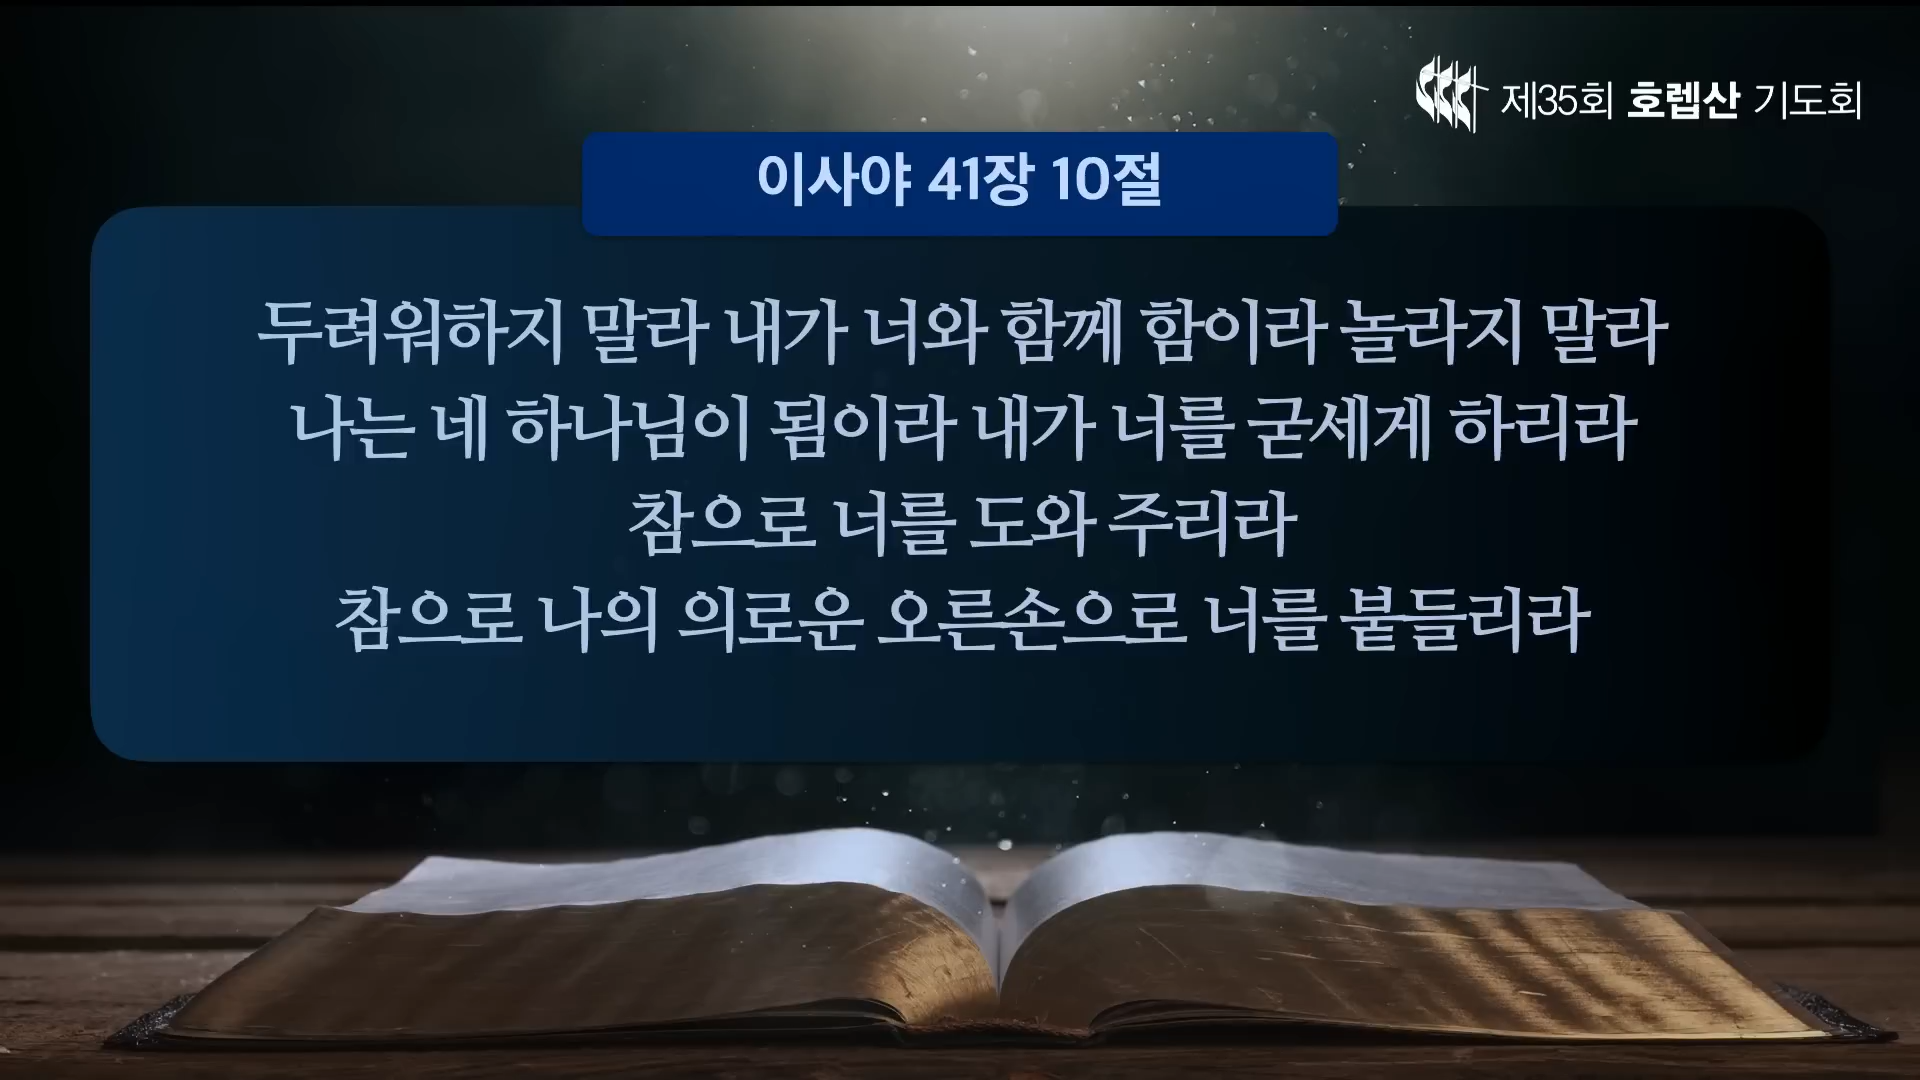 제35회 호렙산 기도회
이사야 41장 10절
두려워하지 말라 내가 너와 함께 함이라 놀라지 말라
나는 네 하나님이 됨이라 내가 너를 굳세게 하리라
참으로 너를 도와 주리라
참으로 나의 의로운 오른손으로 너를 붙들리라